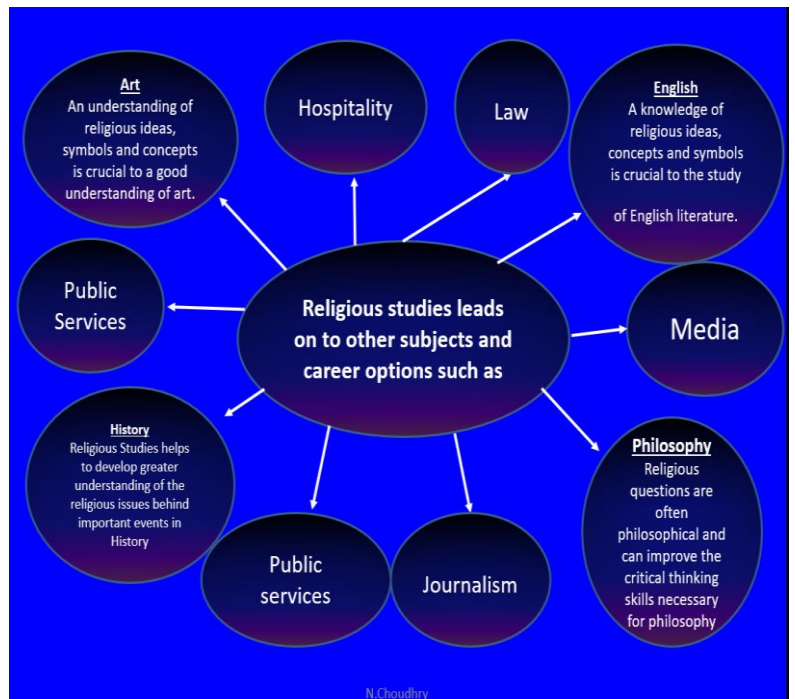 Art
An understanding of
religious ideas,
symbols and concepts
is crucial to a good
understanding of art.
Hospitality
Law
English
A knowledge of
religious ideas,
concepts and symbols
is crucial to the study
of English literature.
Public
Services
Religious studies leads
on to other subjects and
career options such as
Media
History
Religious Studies helps
to develop greater
understanding of the
religious issues behind
important events in
History
Philosophy
Religious
questions are
often
philosophical and
can improve the
critical thinking
skills necessary
for philosophy
Public
services
Journalism
N.Choudhry